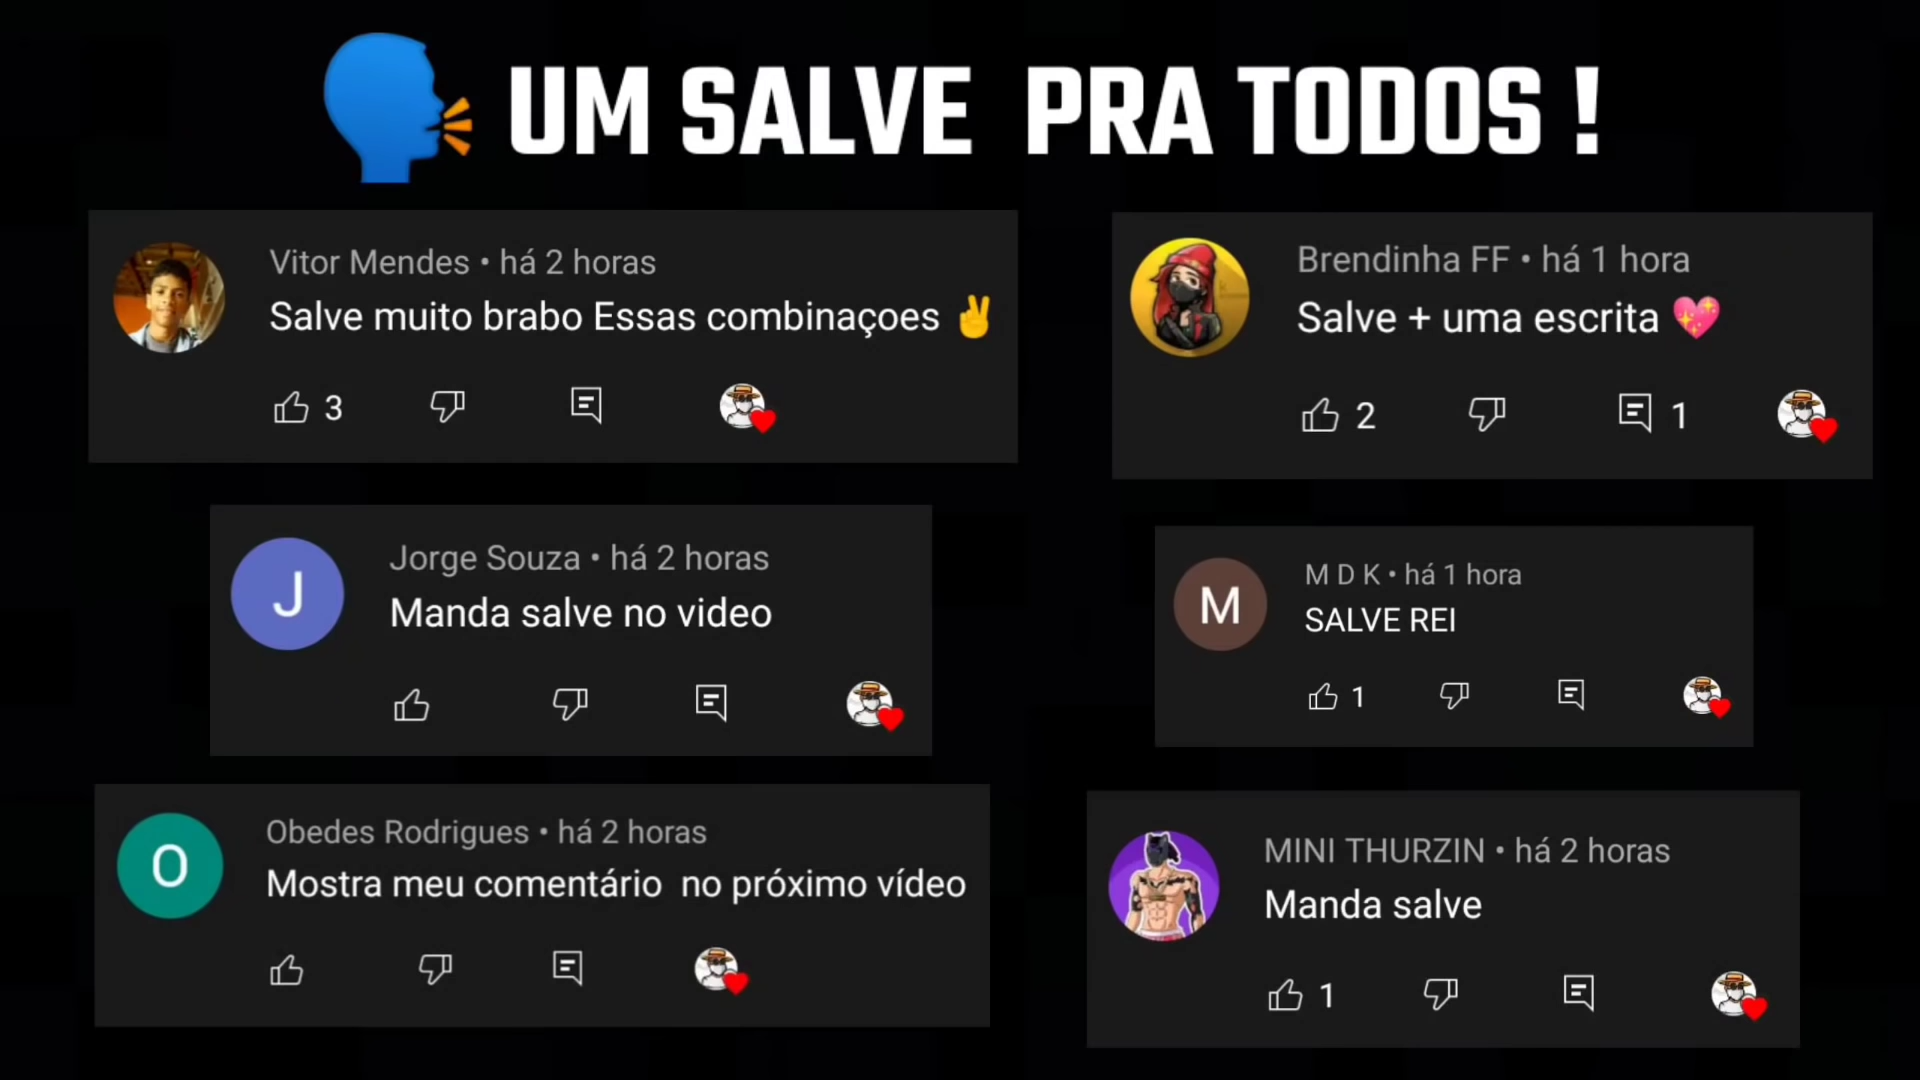 UM SALVE PRA TODOS !
Vitor Mendes • há 2 horas
Salve muito brabo Essas combinaçoes ✌
3
Brendinha FF • há 1 hora
Salve + uma escrita 💖
2 1
Jorge Souza • há 2 horas
Manda salve no video
J
M D K • há 1 hora
SALVE REI
M
1
Obedes Rodrigues • há 2 horas
Mostra meu comentário no próximo vídeo
O
MINI THURZIN • há 2 horas
Manda salve
1